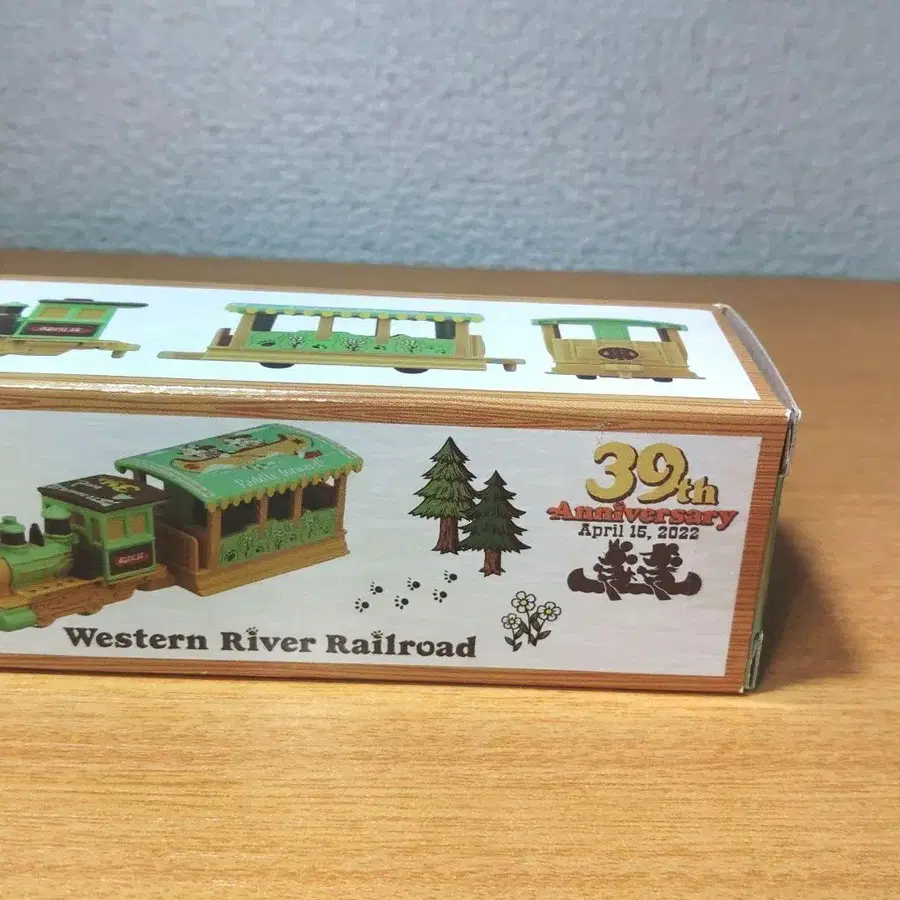 39th
Anniversary
April 15, 2022
Western River Railroad